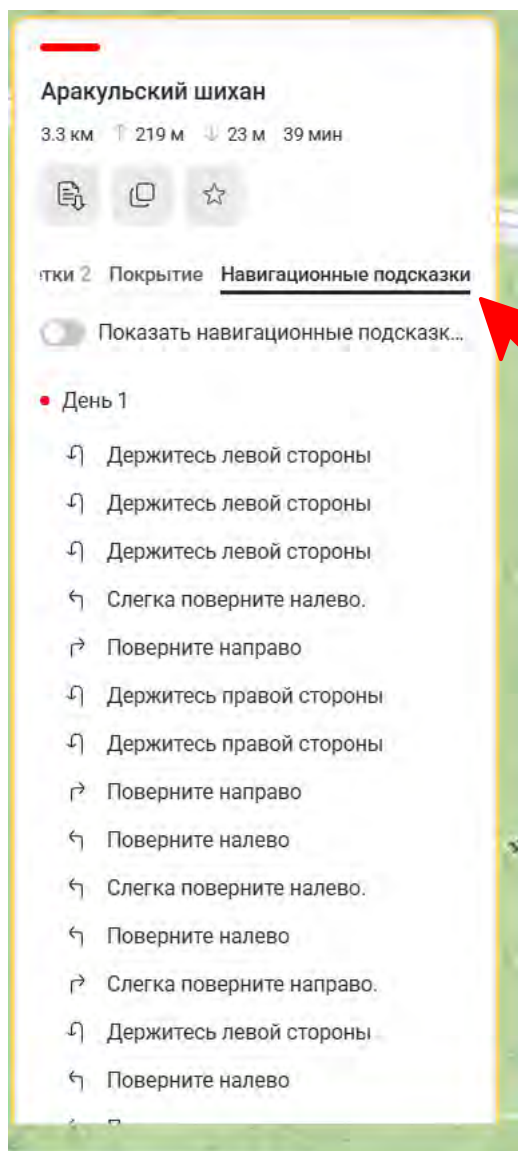 Аракульский шихан
3.3 км ↑ 219 м ↓ 23 м 39 мин
тки 2 Покрытие Навигационные подсказки
Показать навигационные подсказк...
День 1
Держитесь левой стороны
Держитесь левой стороны
Держитесь левой стороны
Слегка поверните налево.
Поверните направо
Держитесь правой стороны
Держитесь правой стороны
Поверните направо
Поверните налево
Слегка поверните налево.
Поверните налево
Слегка поверните направо.
Держитесь левой стороны
Поверните налево